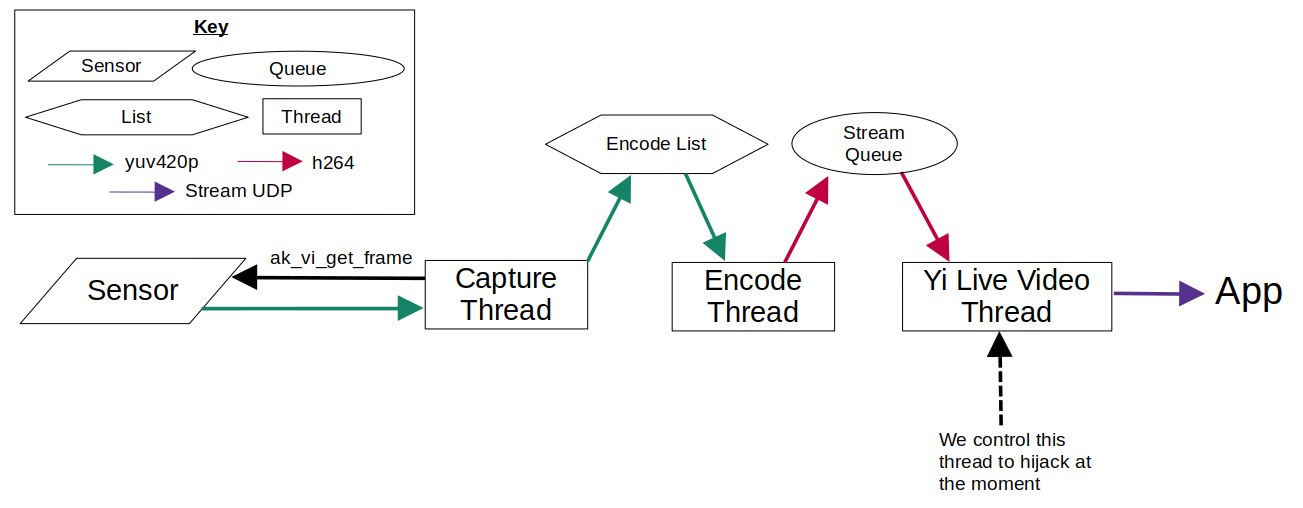 Key
Sensor
Queue
List
Thread
yuv420p
h264
Stream UDP
Encode List
Stream
Queue
ak_vi_get_frame
Sensor
Capture
Thread
Encode
Thread
Yi Live Video
Thread
App
We control this
thread to hijack at
the moment